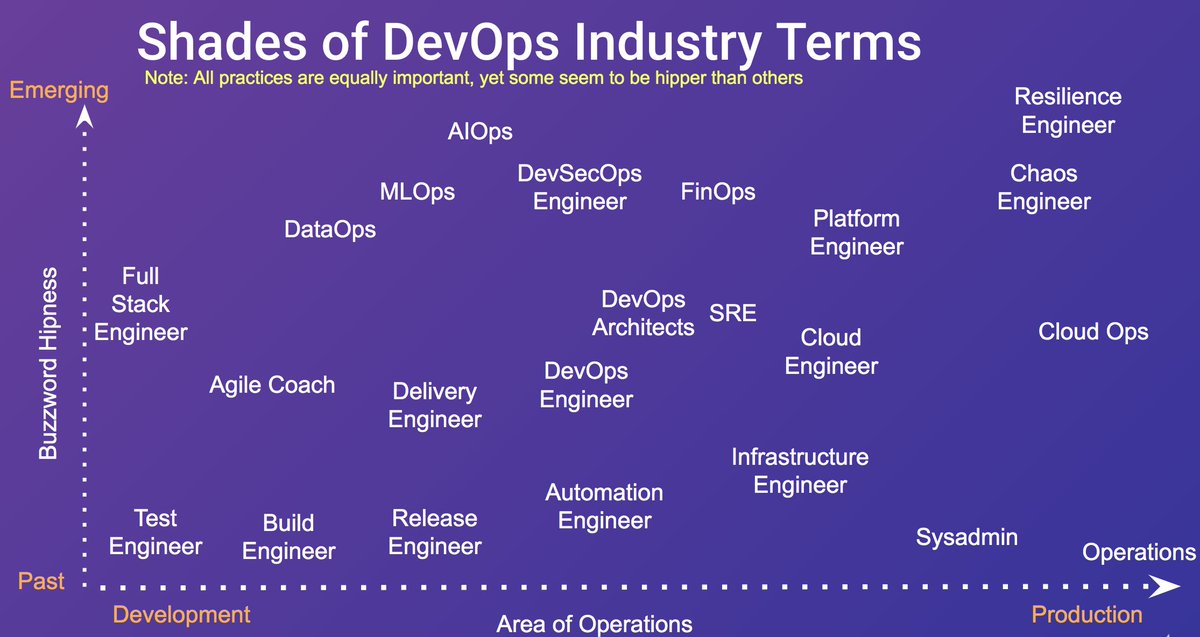 Shades of DevOps Industry Terms
Note: All practices are equally important, yet some seem to be hipper than others
Emerging
Resilience
Engineer
AIOps
DevSecOps
Engineer
Chaos
Engineer
MLOps
FinOps
Platform
Engineer
DataOps
Full
Stack
Engineer
DevOps
Architects
SRE
Cloud
Engineer
Cloud Ops
Buzzword Hipness
Agile Coach
Delivery
Engineer
DevOps
Engineer
Infrastructure
Engineer
Automation
Engineer
Test
Engineer
Build
Engineer
Release
Engineer
Sysadmin
Operations
Past
Development
Area of Operations
Production